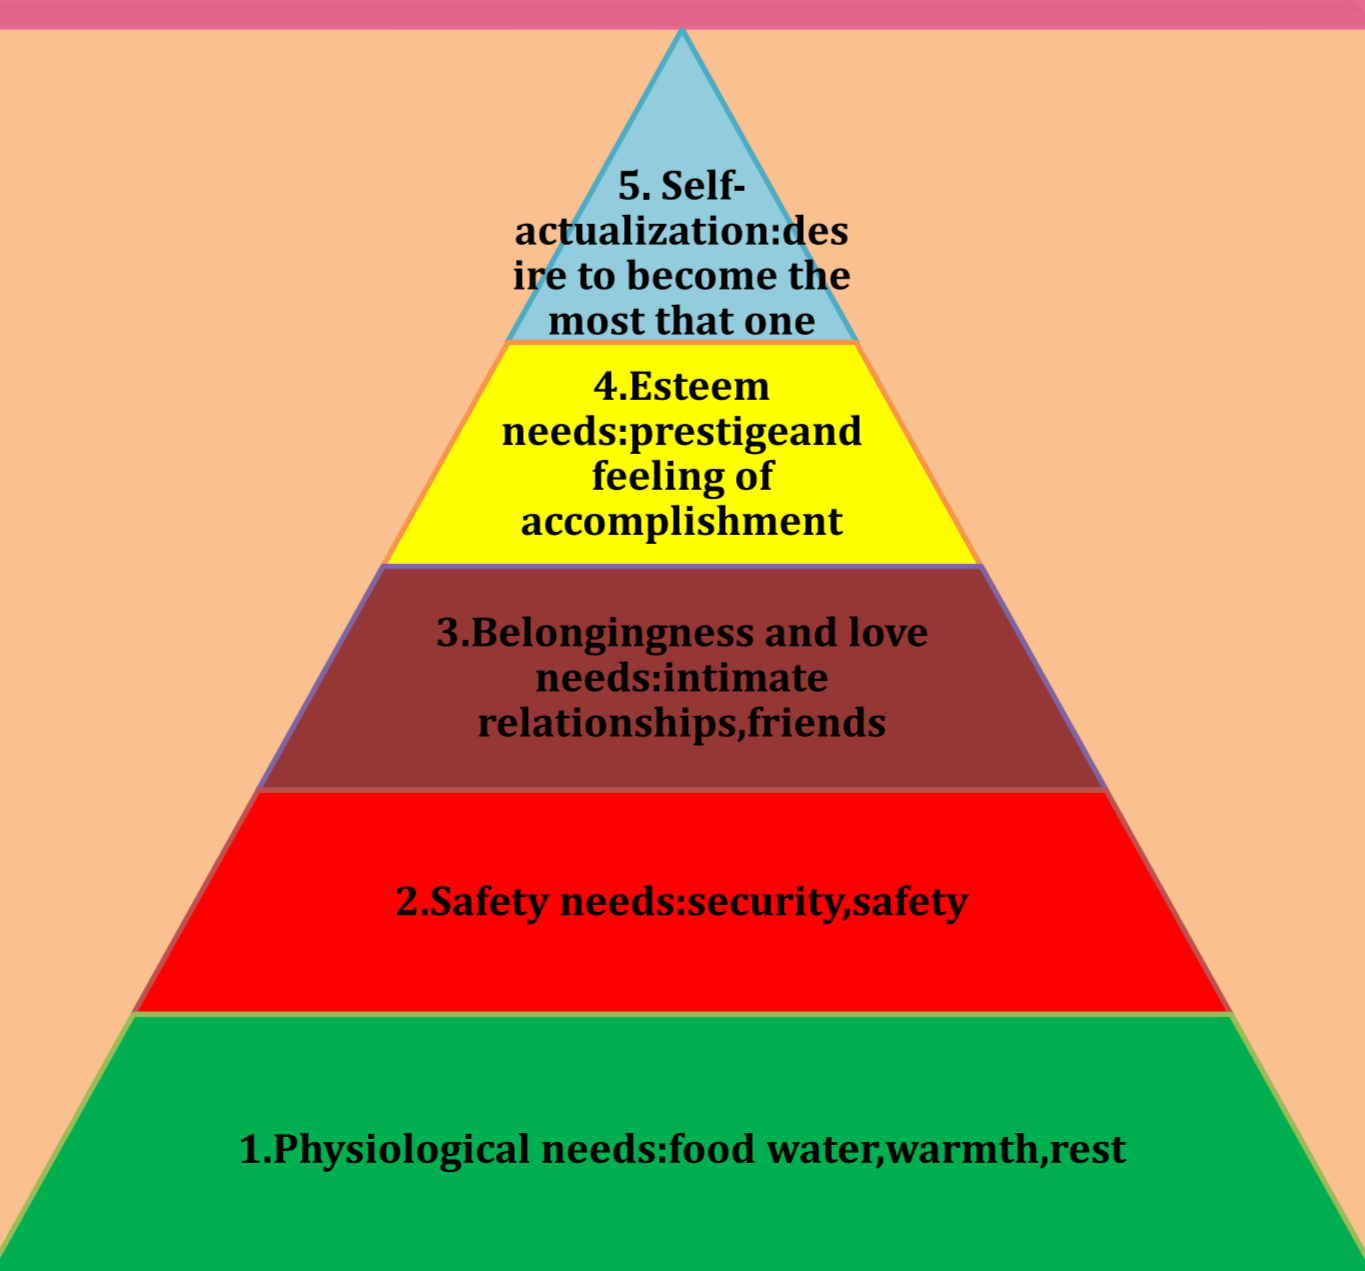 5. Self-
actualization:des
ire to become the
most that one
4.Esteem
needs:prestigeand
feeling of
accomplishment
3.Belongingness and love
needs:intimate
relationships,friends
2.Safety needs:security,safety
1.Physiological needs:food water,warmth,rest